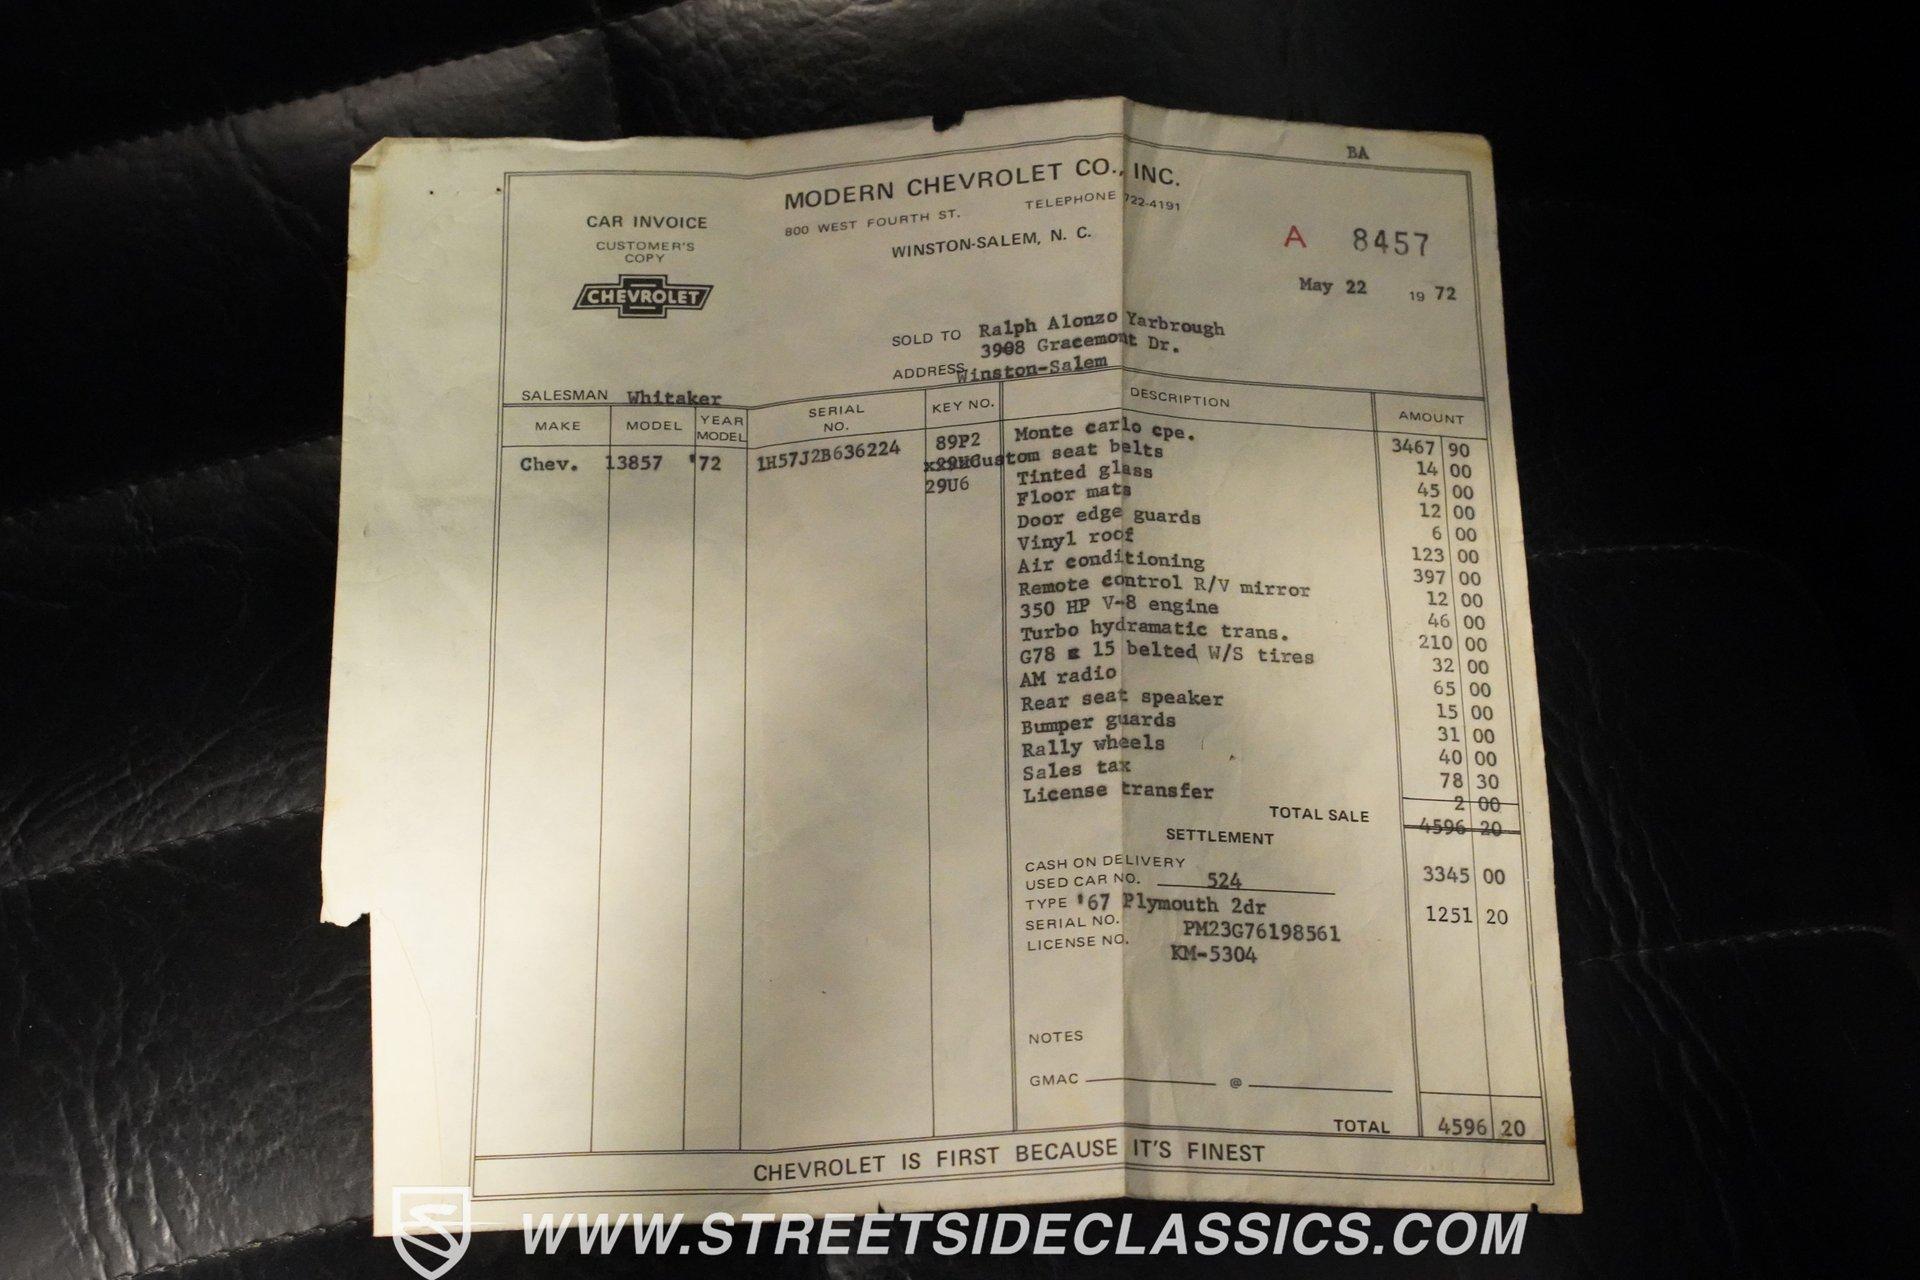 BA
MODERN CHEVROLET CO., INC.
800 WEST FOURTH ST. TELEPHONE 722-4191
WINSTON-SALEM, N. C.
CAR INVOICE
CUSTOMER'S
COPY
CHEVROLET
A 8457
May 22 19 72
SOLD TO Ralph Alonzo Yarbrough
3908 Gracemont Dr.
ADDRESS Winston-Salem
SALESMAN Whitaker
MAKE MODEL YEAR MODEL SERIAL NO. KEY NO. DESCRIPTION AMOUNT
Chev. 13857 '72 1H57J2B636224 89P2 Monte carlo cpe. 3467 90
Custom seat belts 14 00
29U6 Tinted glass 45 00
Floor mats 12 00
Door edge guards 6 00
Vinyl roof 123 00
Air conditioning 397 00
Remote control R/V mirror 12 00
350 HP V-8 engine 46 00
Turbo hydramatic trans. 210 00
G78 x 15 belted W/S tires 32 00
AM radio 65 00
Rear seat speaker 15 00
Bumper guards 31 00
Rally wheels 40 00
Sales tax 78 30
License transfer 2 00
TOTAL SALE 4596 20
SETTLEMENT
CASH ON DELIVERY 3345 00
USED CAR NO. 524
TYPE '67 Plymouth 2dr 1251 20
SERIAL NO. PM23G76198561
LICENSE NO. KM-5304
NOTES
GMAC @
TOTAL 4596 20
CHEVROLET IS FIRST BECAUSE IT'S FINEST
WWW.STREETSIDECLASSICS.COM